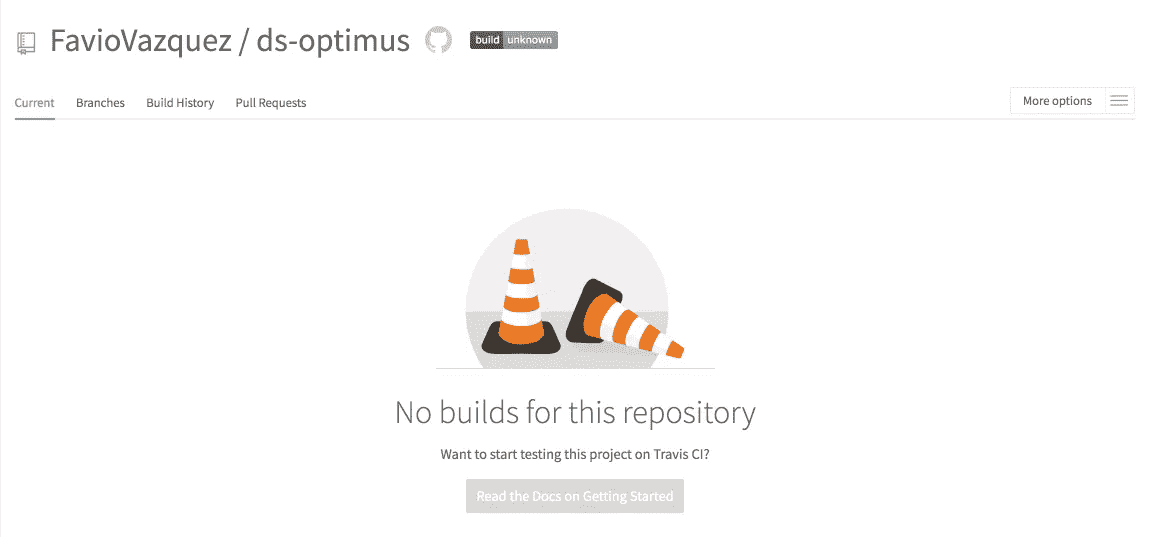 FavioVazquez / ds-optimus build unknown
Current Branches Build History Pull Requests More options
No builds for this repository
Want to start testing this project on Travis CI?
Read the Docs on Getting Started